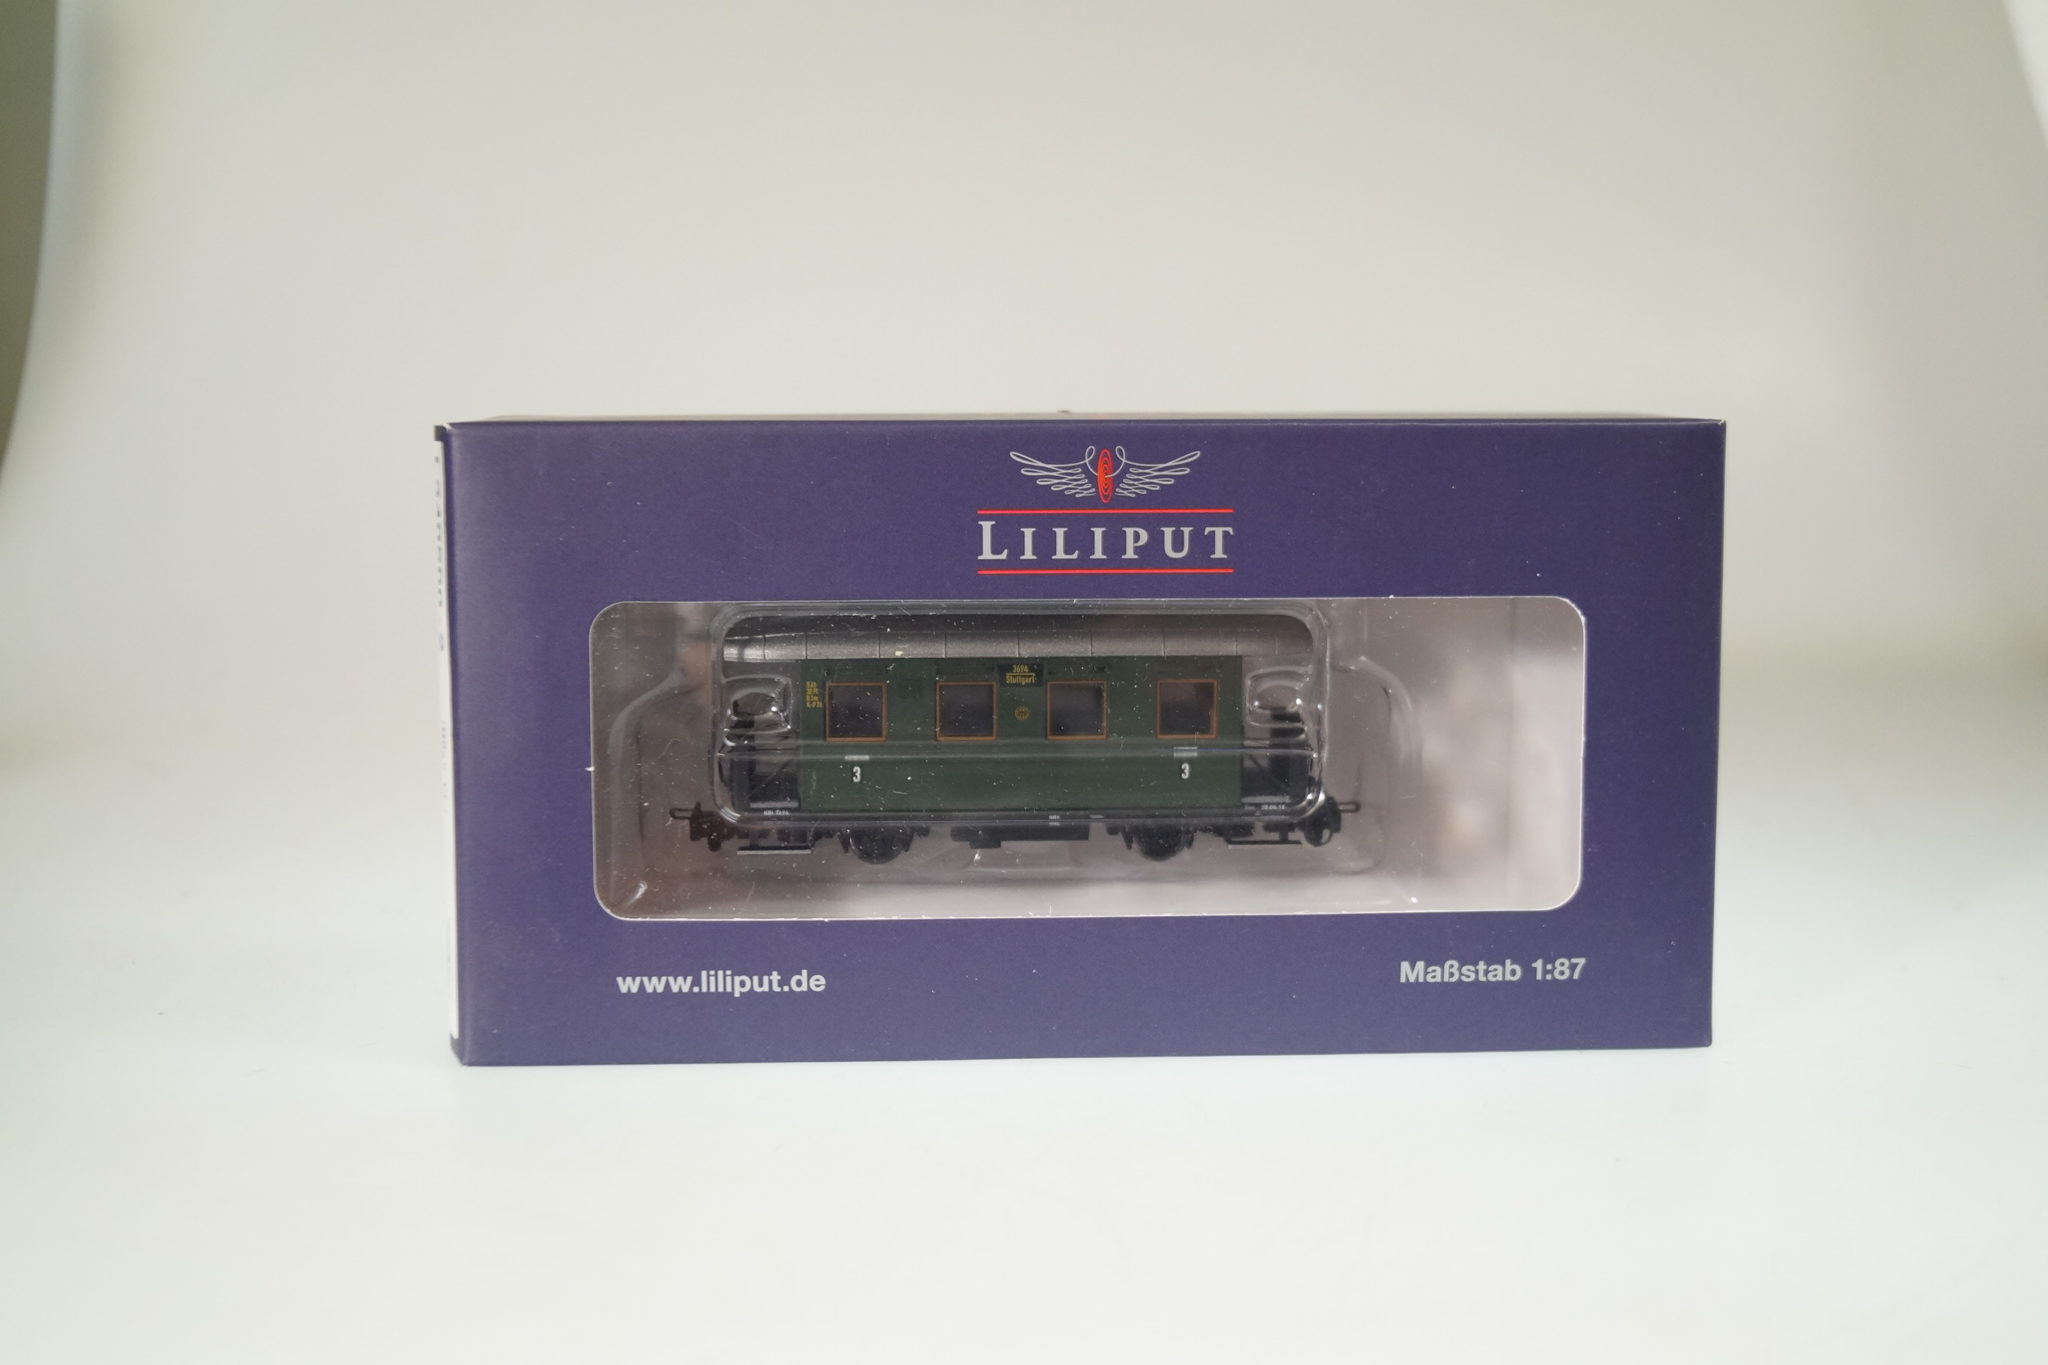 LILIPUT
3694
Stuttgart
3
3
www.liliput.de
Maßstab 1:87